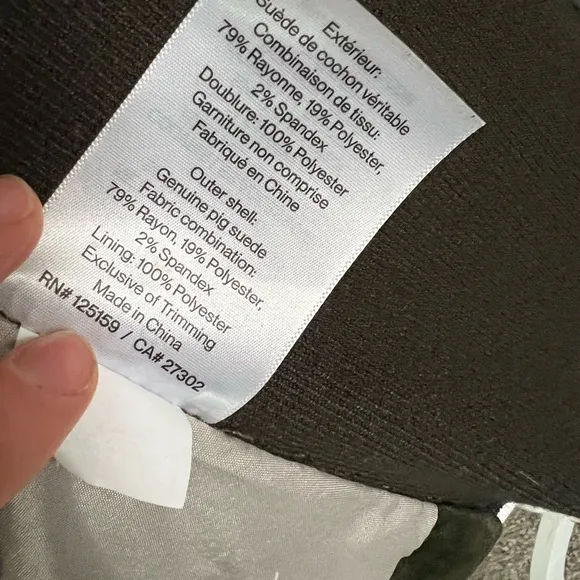 Extérieur:
Suède de cochon véritable
Combinaison de tissu:
79% Rayonne, 19% Polyester,
2% Spandex
Doublure: 100% Polyester
Garniture non comprise
Fabriqué en Chine
Outer shell:
Genuine pig suede
Fabric combination:
79% Rayon, 19% Polyester,
2% Spandex
Lining: 100% Polyester
Exclusive of Trimming
Made in China
RN# 125159 / CA# 27302